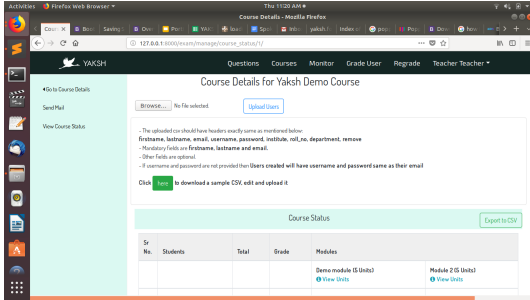 Activities Firefox Web Browser ▾ Thu 11:20 AM
Course Details - Mozilla Firefox
127.0.0.1:8000/exam/manage/course_status/1/
YAKSH Questions Courses Monitor Grade User Regrade Teacher Teacher ▾
Go to Course Details
Send Mail
View Course Status
Course Details for Yaksh Demo Course
Browse... No file selected. Upload Users
- The uploaded csv should have headers exactly same as mentioned below:
firstname, lastname, email, username, password, institute, roll_no, department, remove
- Mandatory fields are firstname, lastname and email.
- Other fields are optional.
- If username and password are not provided then Users created will have username and password same as their email
Click here to download a sample CSV, edit and upload it
Course Status
Export to CSV
Sr No. Students Total Grade Modules
Demo module (5 Units) Module 2 (5 Units)
View Units View Units